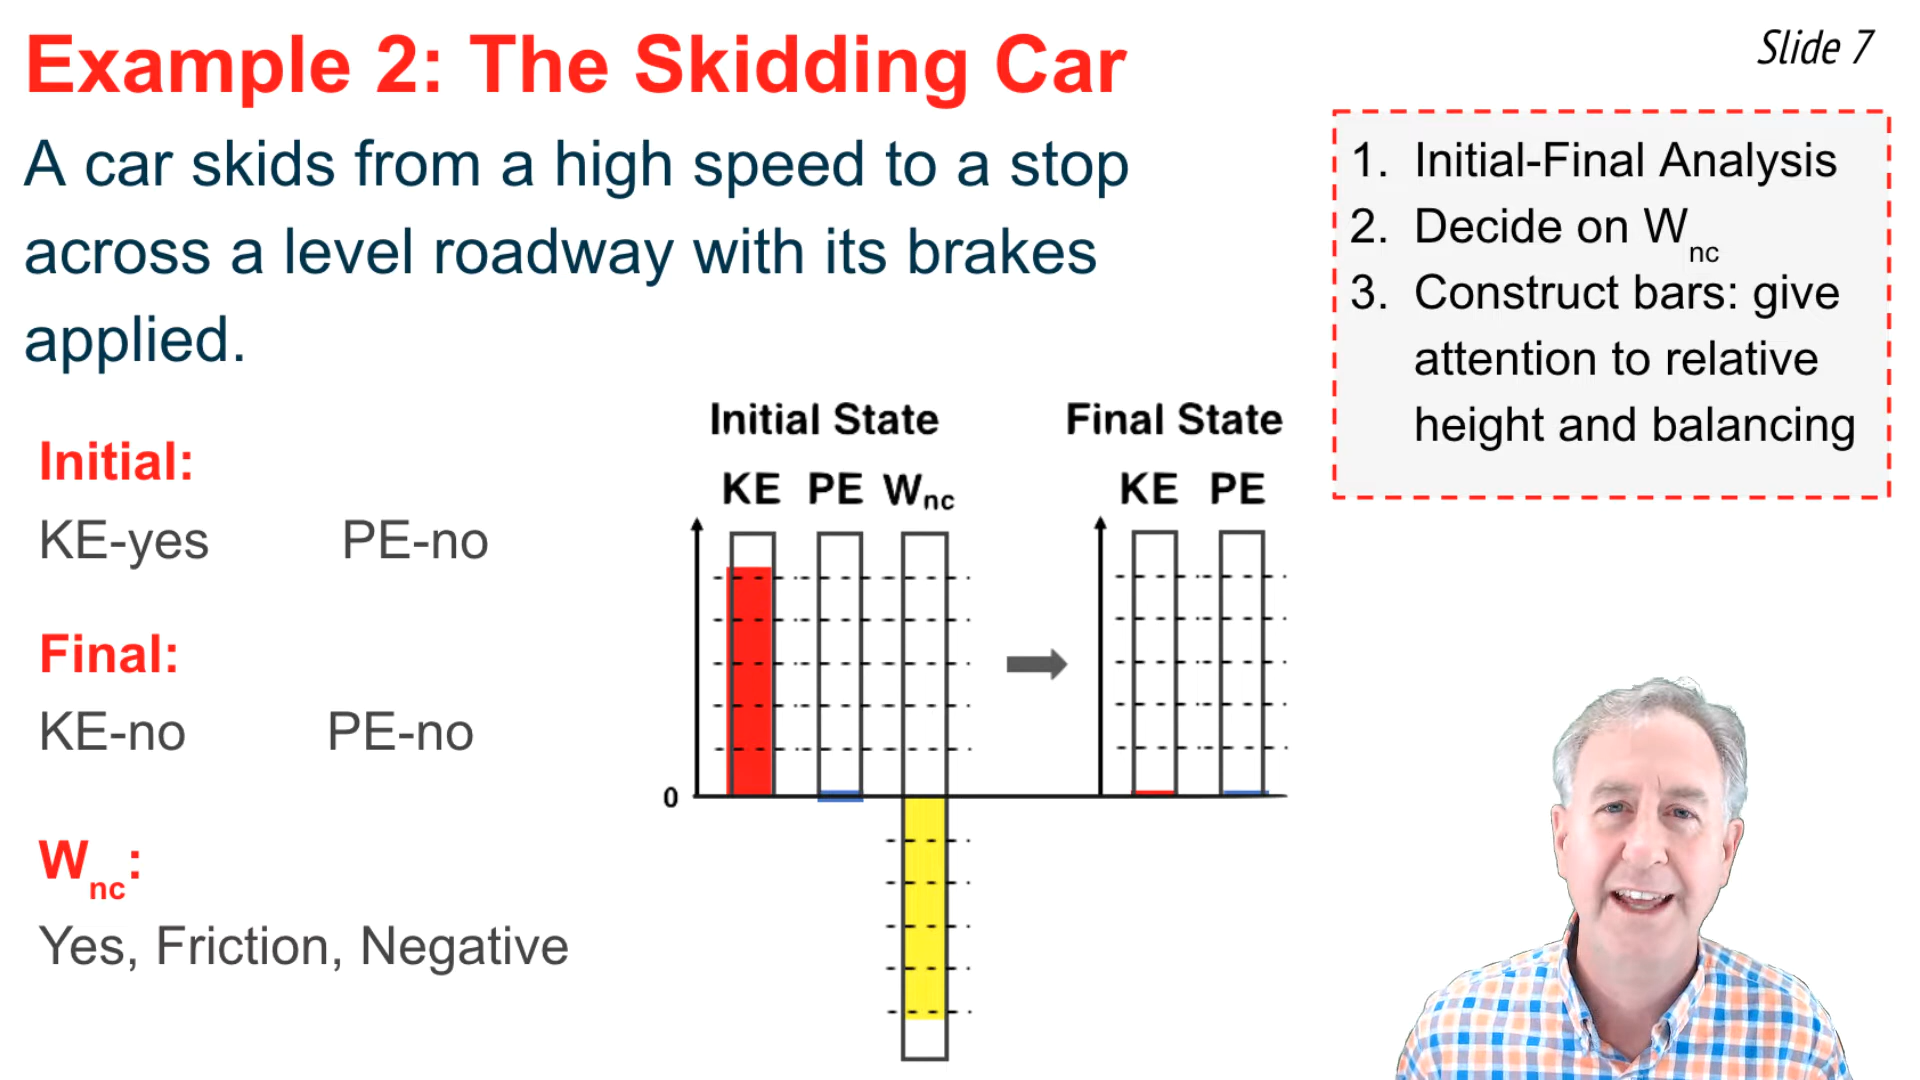 Example 2: The Skidding Car
Slide 7
A car skids from a high speed to a stop
across a level roadway with its brakes
applied.
1. Initial-Final Analysis
2. Decide on Wnc
3. Construct bars: give
attention to relative
height and balancing
Initial:
KE-yes PE-no
Final:
KE-no PE-no
Wnc:
Yes, Friction, Negative
Initial State
KE PE Wnc
0
Final State
KE PE